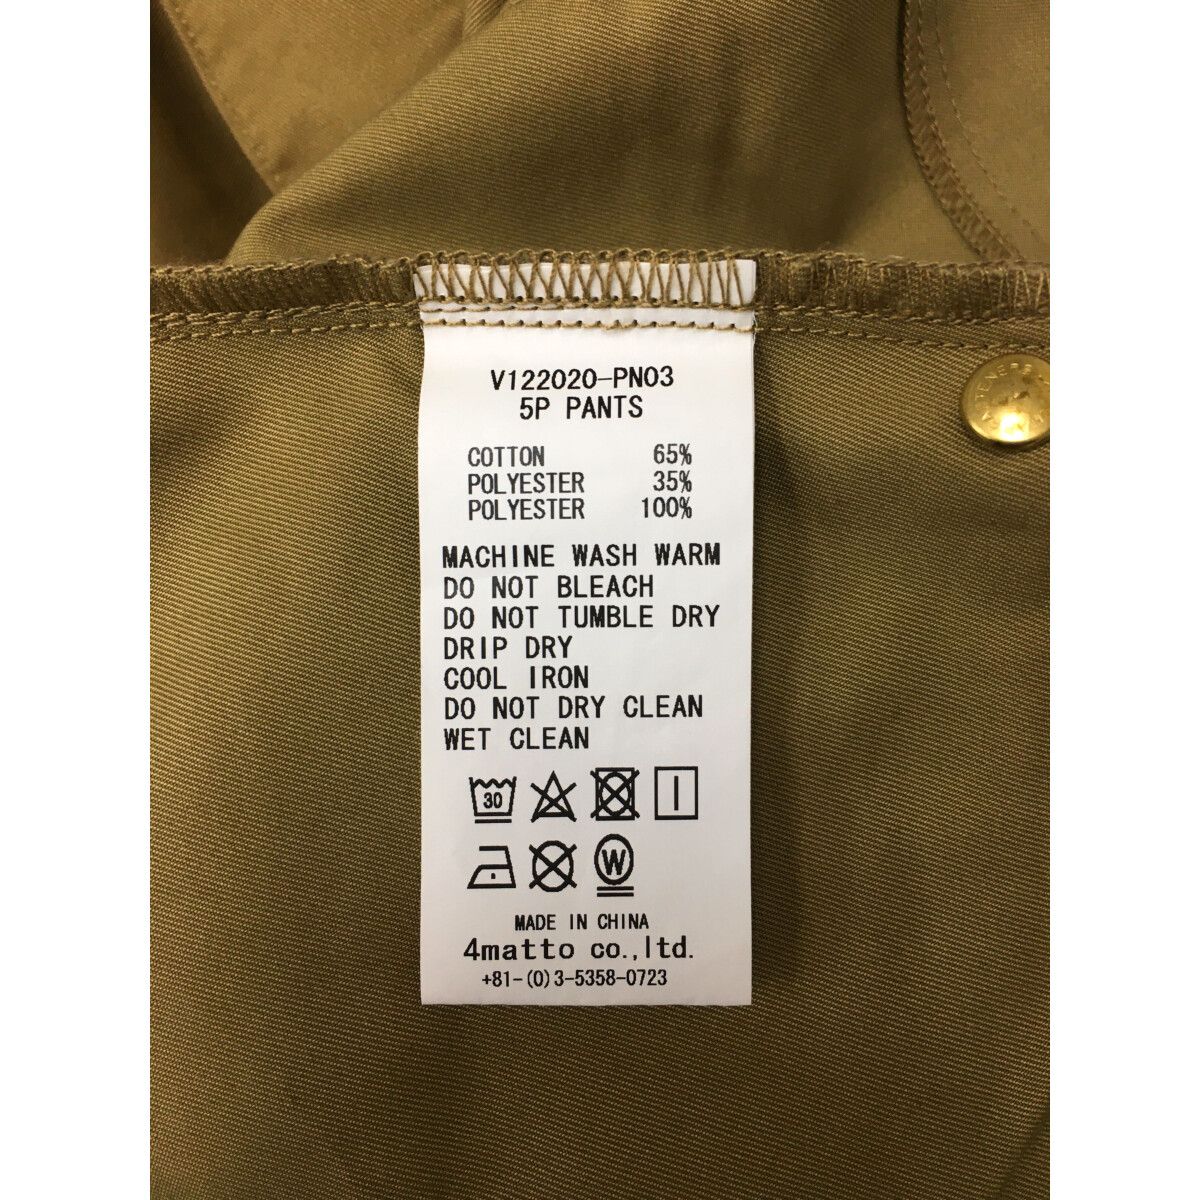 V122020-PN03
5P PANTS
COTTON 65%
POLYESTER 35%
POLYESTER 100%
MACHINE WASH WARM
DO NOT BLEACH
DO NOT TUMBLE DRY
DRIP DRY
COOL IRON
DO NOT DRY CLEAN
WET CLEAN
30
W
MADE IN CHINA
4matto co.,ltd.
+81-(0)3-5358-0723